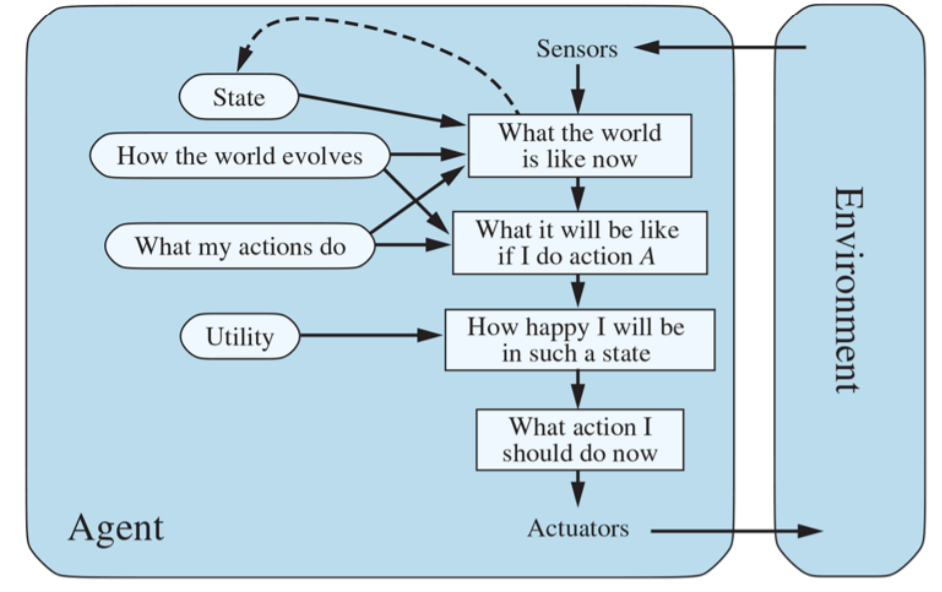 Sensors
State
What the world
is like now
How the world evolves
What it will be like
if I do action A
What my actions do
How happy I will be
in such a state
Utility
What action I
should do now
Actuators
Agent
Environment